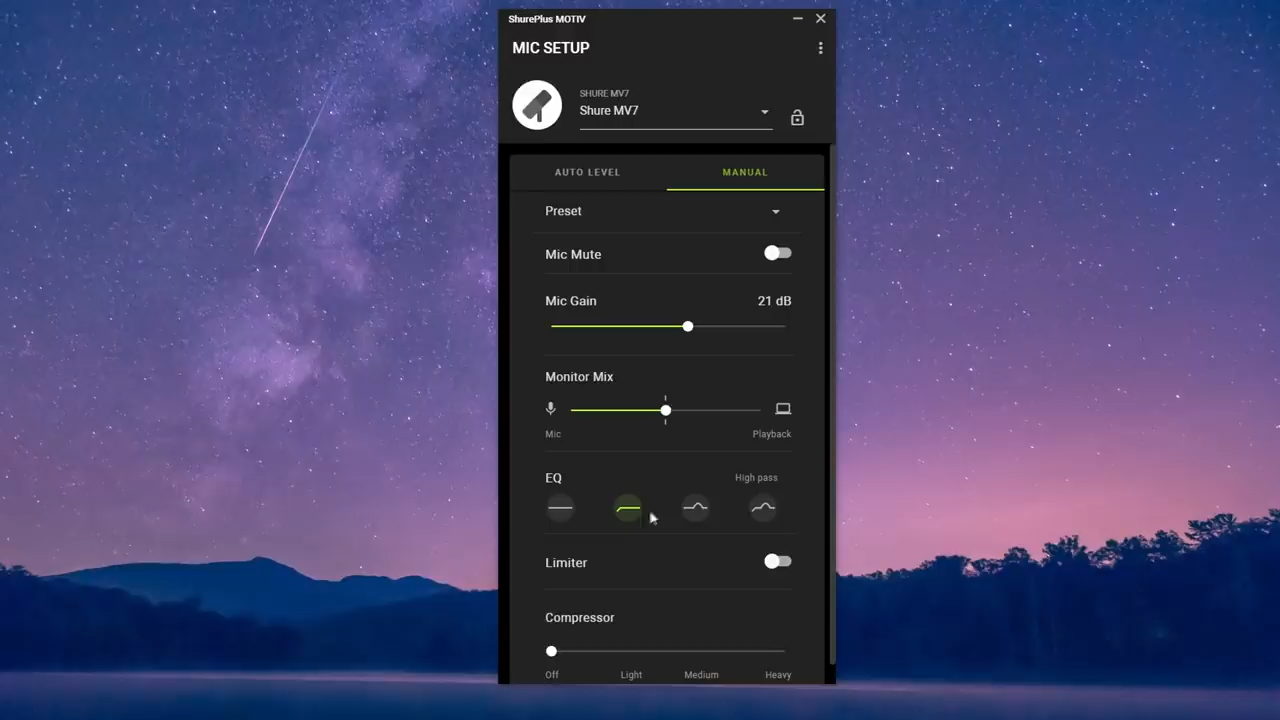 ShurePlus MOTIV
MIC SETUP
SHURE MV7
Shure MV7
AUTO LEVEL
MANUAL
Preset
Mic Mute
Mic Gain
21 dB
Monitor Mix
Mic
Playback
EQ
High pass
Limiter
Compressor
Off
Light
Medium
Heavy